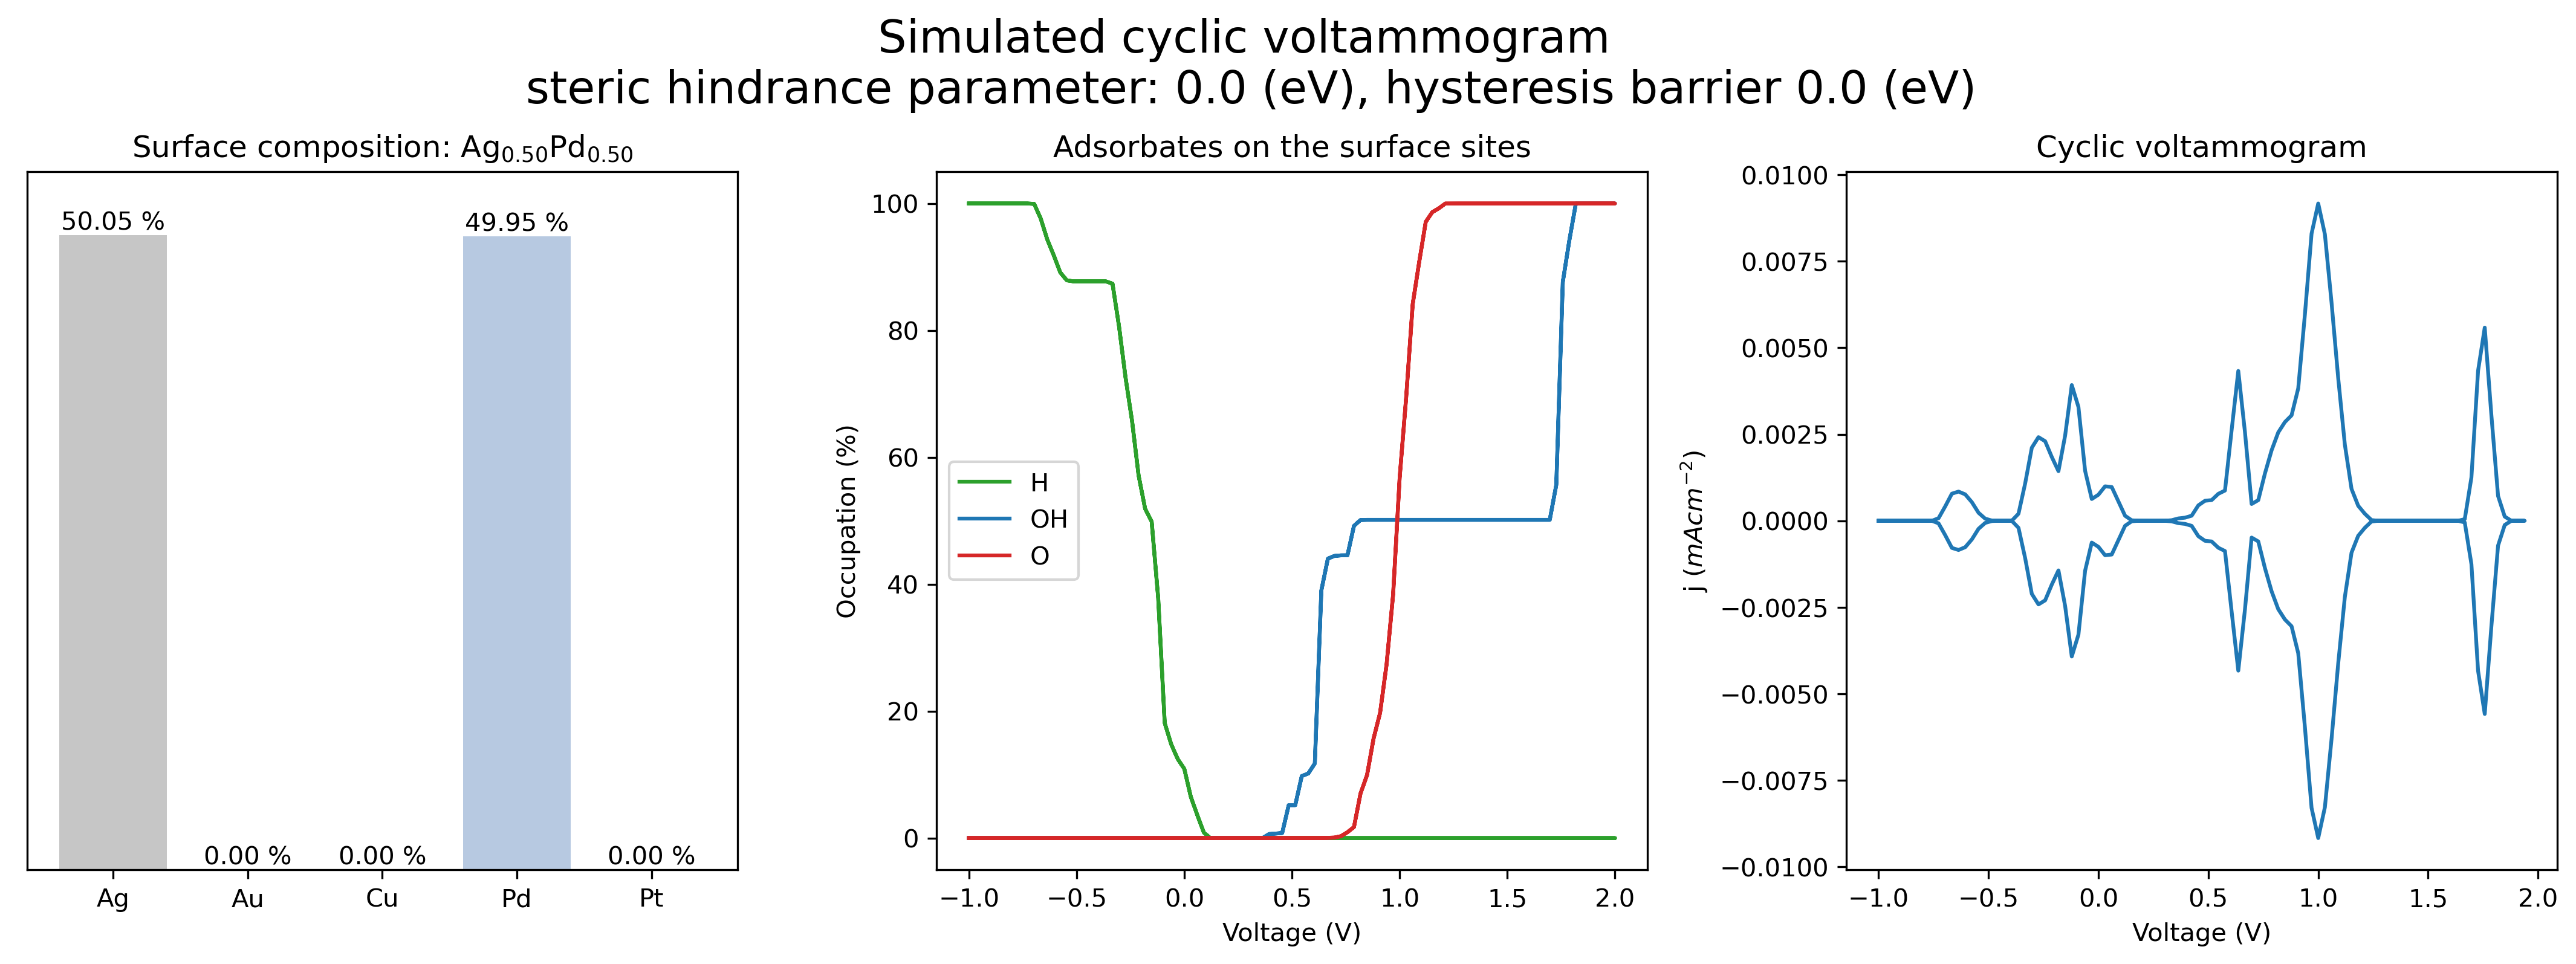 Simulated cyclic voltammogram
steric hindrance parameter: 0.0 (eV), hysteresis barrier 0.0 (eV)
Surface composition: Ag₀.₅₀Pd₀.₅₀
50.05 %
0.00 %
0.00 %
49.95 %
0.00 %
Ag Au Cu Pd Pt
Adsorbates on the surface sites
Occupation (%)
100
80
60
40
20
0
H
OH
O
−1.0 −0.5 0.0 0.5 1.0 1.5 2.0
Voltage (V)
Cyclic voltammogram
j (mAcm⁻²)
0.0100
0.0075
0.0050
0.0025
0.0000
−0.0025
−0.0050
−0.0075
−0.0100
−1.0 −0.5 0.0 0.5 1.0 1.5 2.0
Voltage (V)